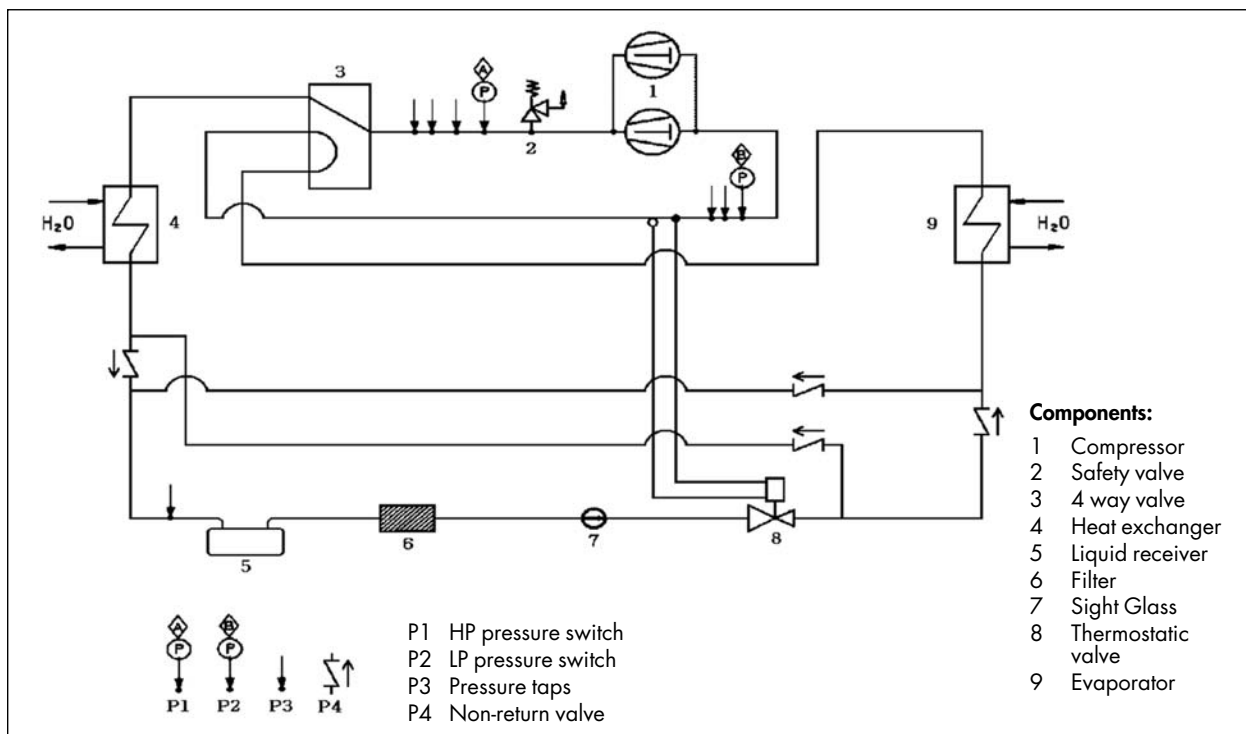 3
A
P
1
2
B
P
H2O
4
9
H2O
5
6
7
8
Components:
1 Compressor
2 Safety valve
3 4 way valve
4 Heat exchanger
5 Liquid receiver
6 Filter
7 Sight Glass
8 Thermostatic
valve
9 Evaporator
A
P
P1
B
P
P2
P3
P4
P1 HP pressure switch
P2 LP pressure switch
P3 Pressure taps
P4 Non-return valve